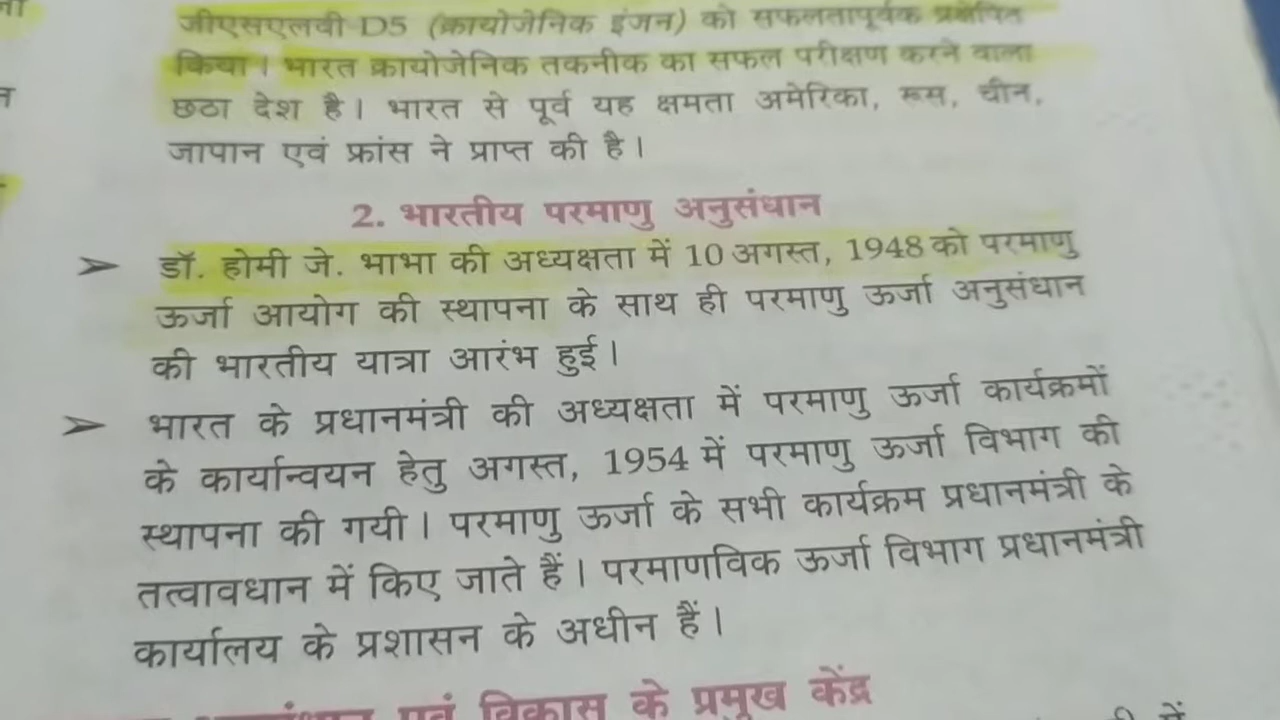 जीएसएलवी D5 (क्रायोजेनिक इंजन) को सफलतापूर्वक प्रक्षेपित
किया। भारत क्रायोजेनिक तकनीक का सफल परीक्षण करने वाला
छठा देश है। भारत से पूर्व यह क्षमता अमेरिका, रूस, चीन,
जापान एवं फ्रांस ने प्राप्त की है।
2. भारतीय परमाणु अनुसंधान
➢ डॉ. होमी जे. भाभा की अध्यक्षता में 10 अगस्त, 1948 को परमाणु
ऊर्जा आयोग की स्थापना के साथ ही परमाणु ऊर्जा अनुसंधान
की भारतीय यात्रा आरंभ हुई।
➢ भारत के प्रधानमंत्री की अध्यक्षता में परमाणु ऊर्जा कार्यक्रमों
के कार्यान्वयन हेतु अगस्त, 1954 में परमाणु ऊर्जा विभाग की
स्थापना की गयी। परमाणु ऊर्जा के सभी कार्यक्रम प्रधानमंत्री के
तत्वावधान में किए जाते हैं। परमाणविक ऊर्जा विभाग प्रधानमंत्री
कार्यालय के प्रशासन के अधीन हैं।
एवं विकास के प्रमुख केंद्र
में